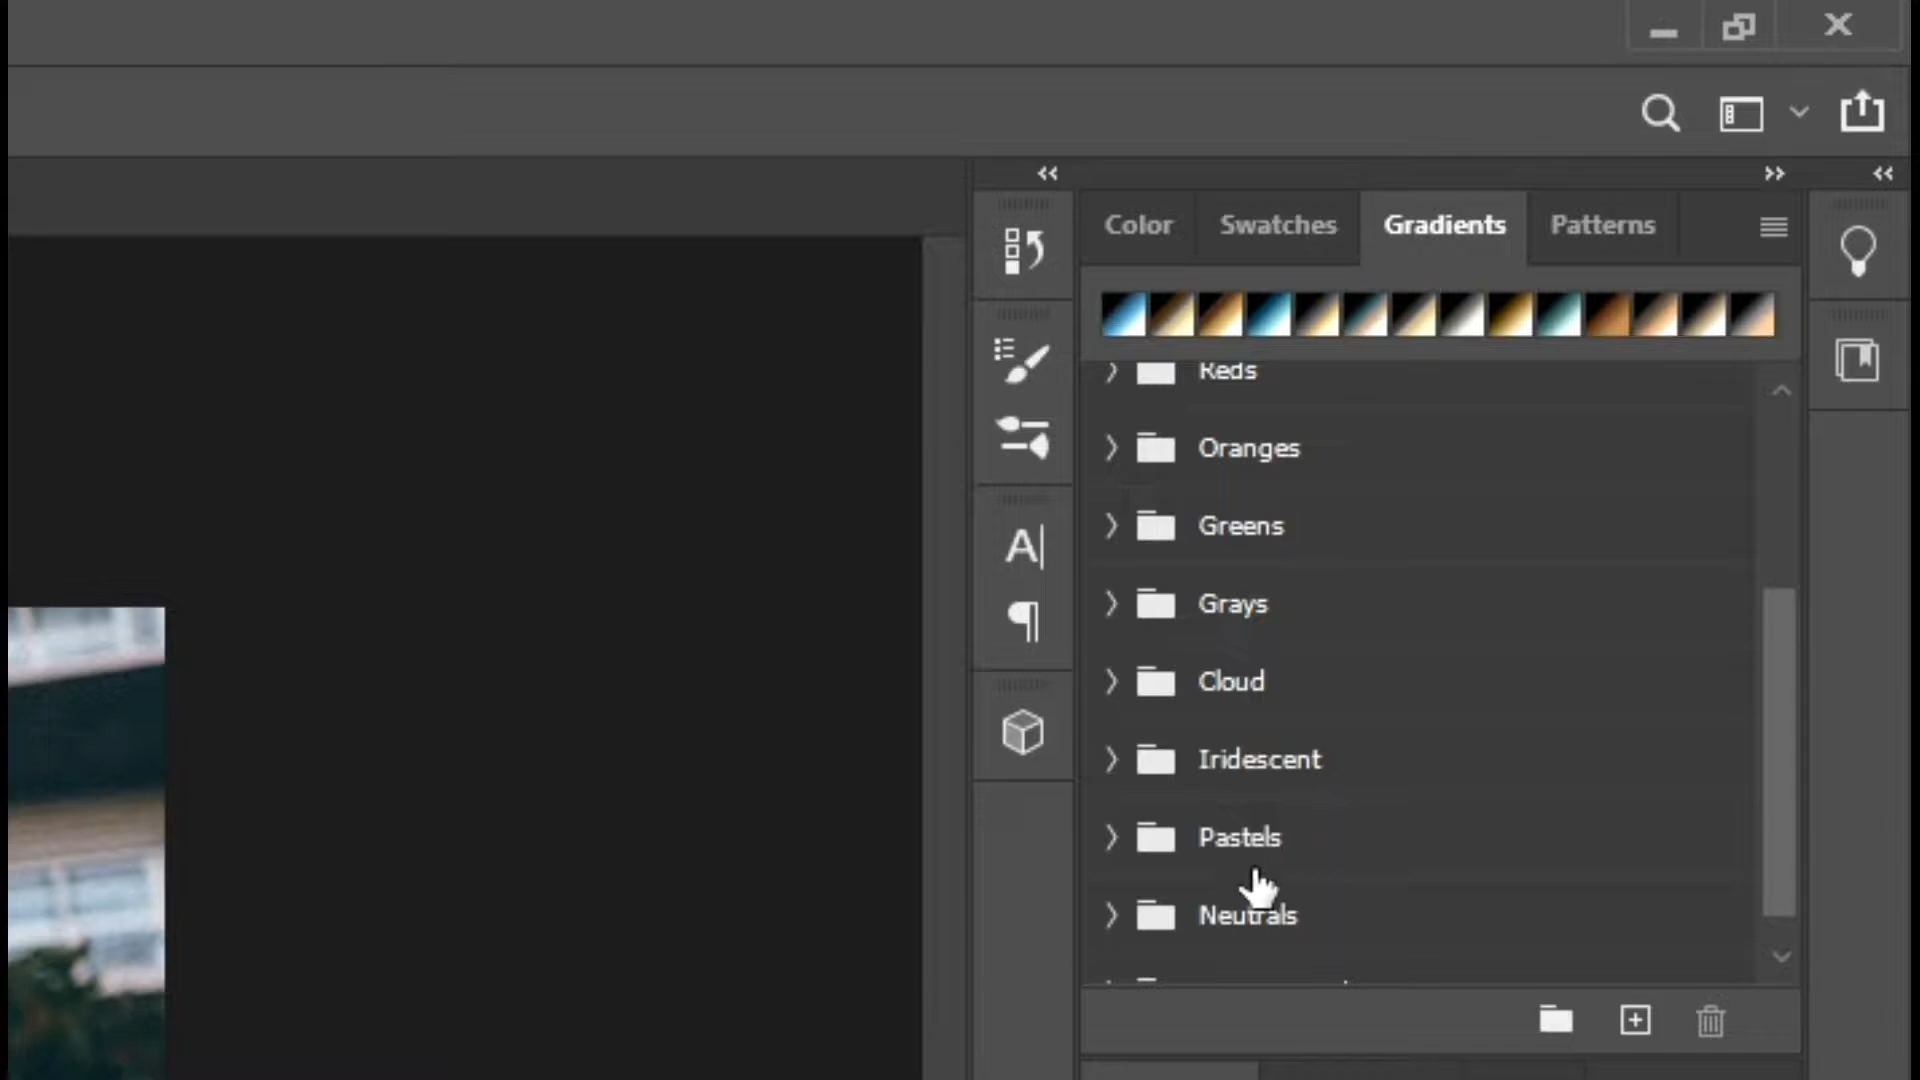 Color Swatches Gradients Patterns
Reds
Oranges
Greens
Grays
Cloud
Iridescent
Pastels
Neutrals